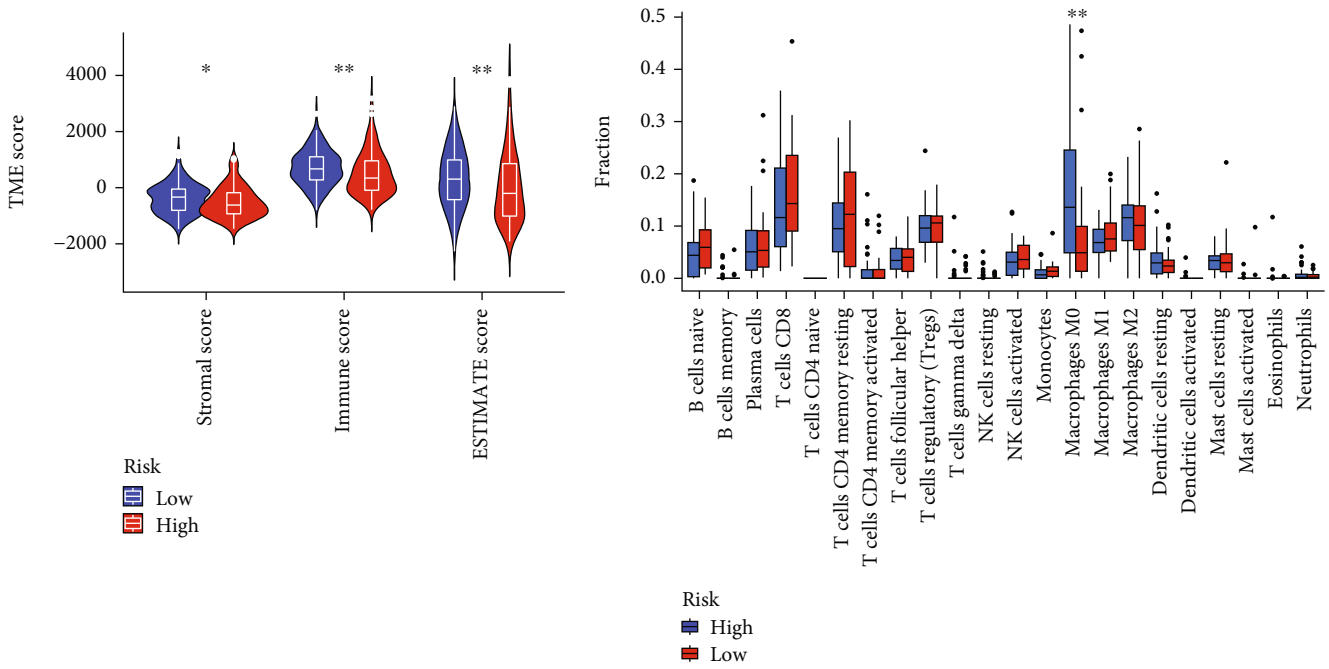 TME score
4000
2000
0
−2000
*
**
**
Stromal score
Immune score
ESTIMATE score
Risk
Low
High
Fraction
0.5
0.4
0.3
0.2
0.1
0.0
**
B cells naive
B cells memory
Plasma cells
T cells CD8
T cells CD4 naive
T cells CD4 memory resting
T cells CD4 memory activated
T cells follicular helper
T cells regulatory (Tregs)
T cells gamma delta
NK cells resting
NK cells activated
Monocytes
Macrophages M0
Macrophages M1
Macrophages M2
Dendritic cells resting
Dendritic cells activated
Mast cells resting
Mast cells activated
Eosinophils
Neutrophils
Risk
High
Low